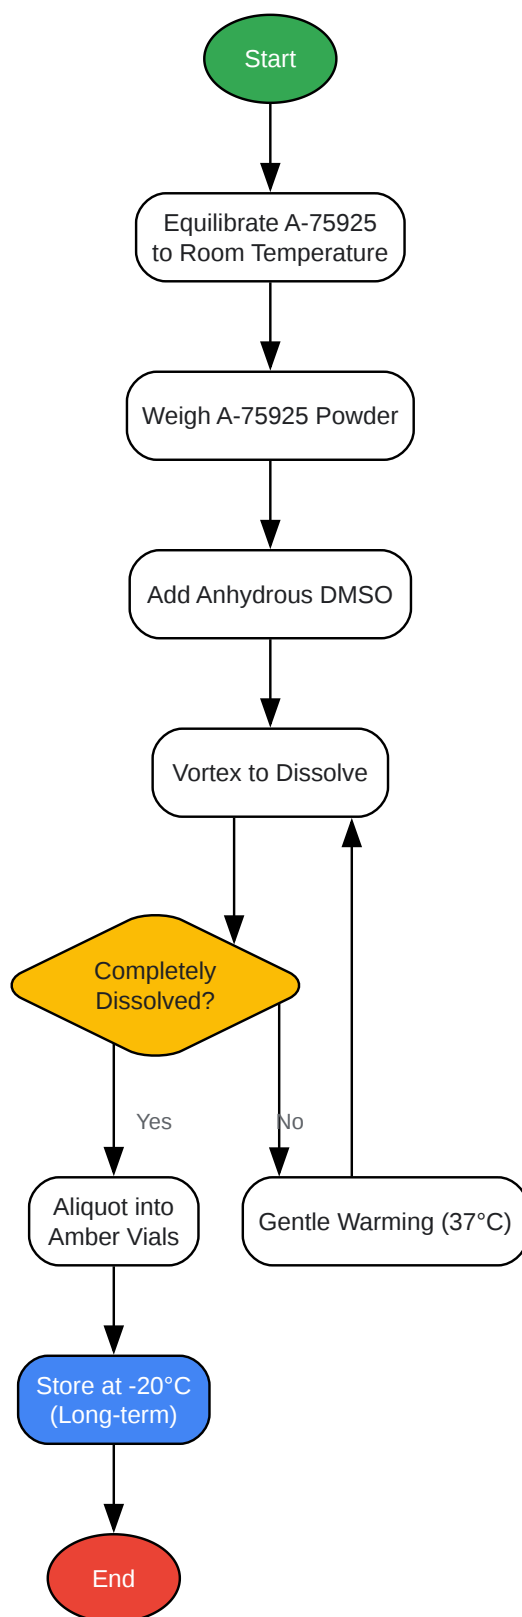 Start
Equilibrate A-75925
to Room Temperature
Weigh A-75925 Powder
Add Anhydrous DMSO
Vortex to Dissolve
Completely
Dissolved?
Yes
No
Aliquot into
Amber Vials
Gentle Warming (37°C)
Store at -20°C
(Long-term)
End